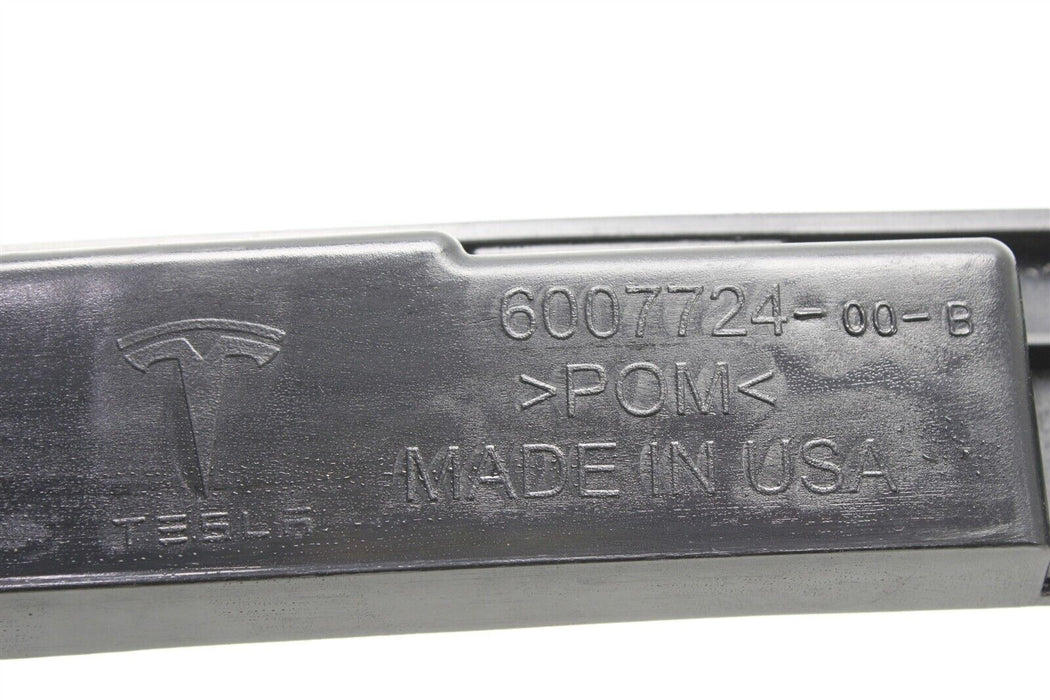 6007724-00-B
>POM<
MADE IN USA
TESLA